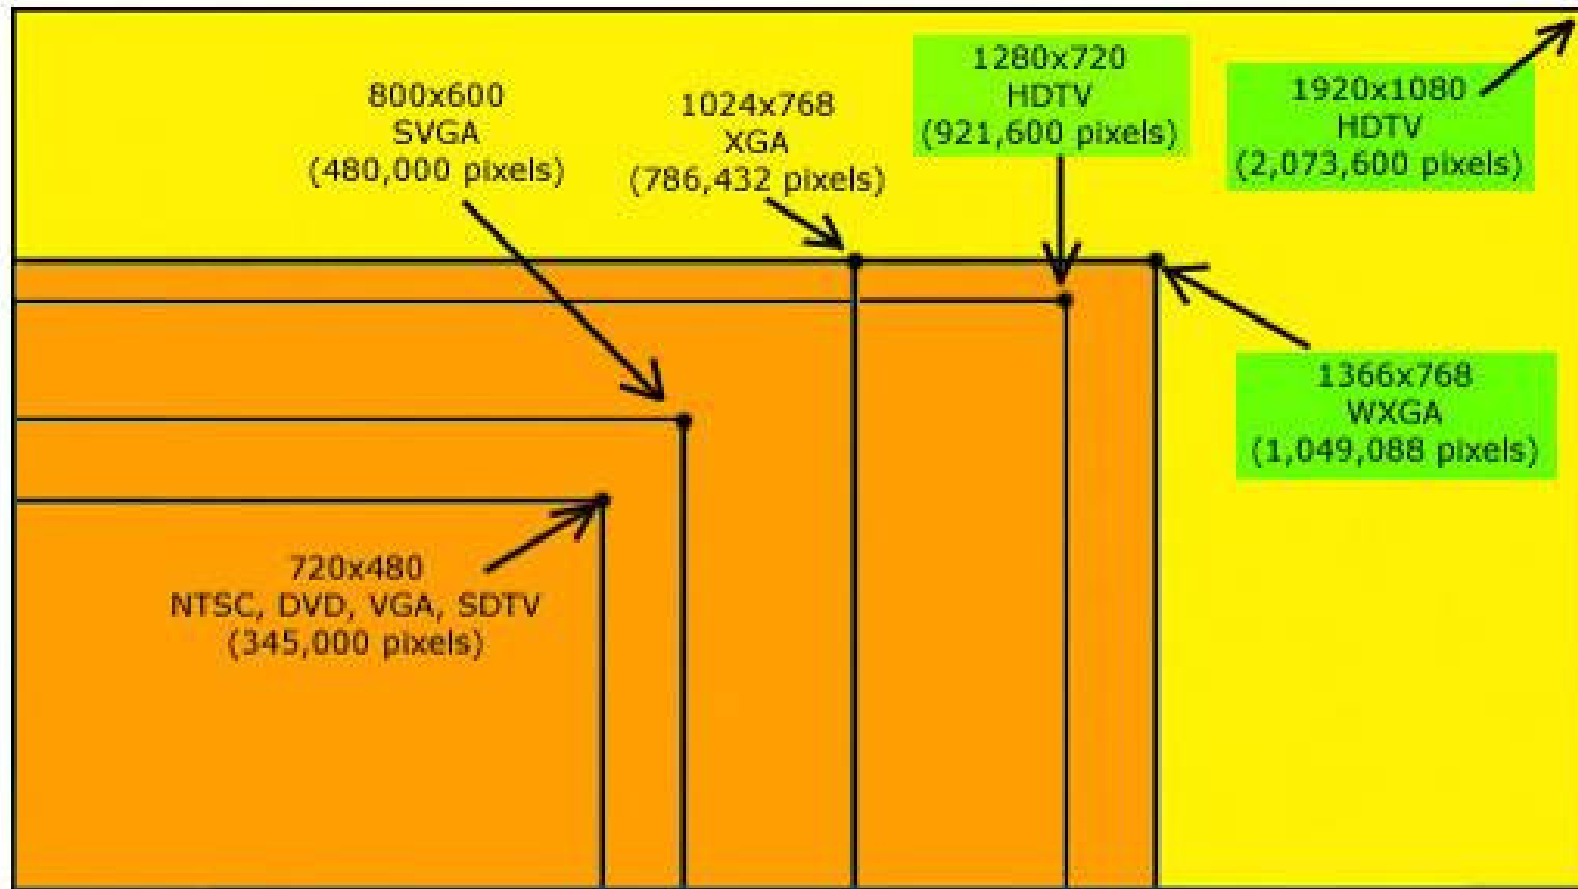 800x600
SVGA
(480,000 pixels)
1024x768
XGA
(786,432 pixels)
1280x720
HDTV
(921,600 pixels)
1920x1080
HDTV
(2,073,600 pixels)
1366x768
WXGA
(1,049,088 pixels)
720x480
NTSC, DVD, VGA, SDTV
(345,000 pixels)